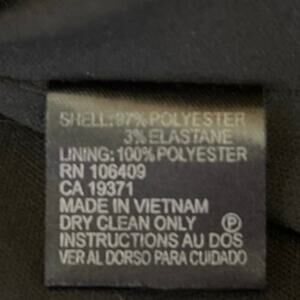 SHELL: 97% POLYESTER
3% ELASTANE
LINING: 100% POLYESTER
RN 106409
CA 19371
MADE IN VIETNAM
DRY CLEAN ONLY Ⓟ
INSTRUCTIONS AU DOS
VER AL DORSO PARA CUIDADO